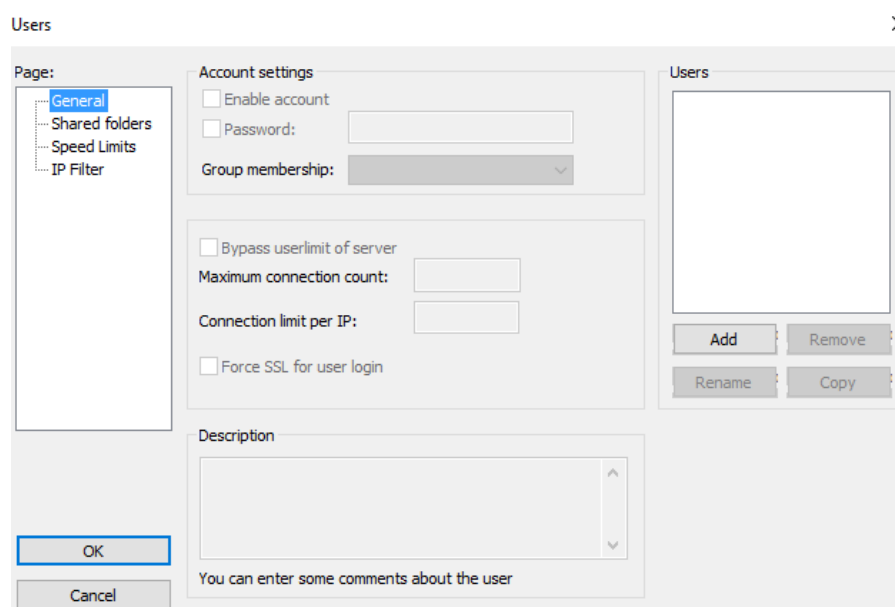 Users
Page:
General
Shared folders
Speed Limits
IP Filter
OK
Cancel
Account settings
Enable account
Password:
Group membership:
Bypass userlimit of server
Maximum connection count:
Connection limit per IP:
Force SSL for user login
Description
You can enter some comments about the user
Users
Add Remove
Rename Copy